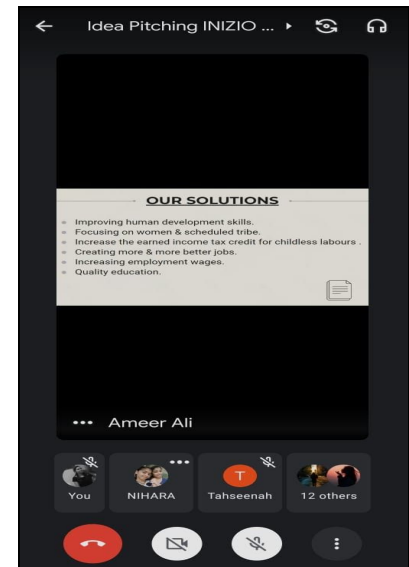 Idea Pitching INIZIO ...
OUR SOLUTIONS
Improving human development skills.
Focusing on women & scheduled tribe.
Increase the earned income tax credit for childless labours .
Creating more & more better jobs.
Increasing employment wages.
Quality education.
Ameer Ali
T
You
NIHARA
Tahseenah
12 others